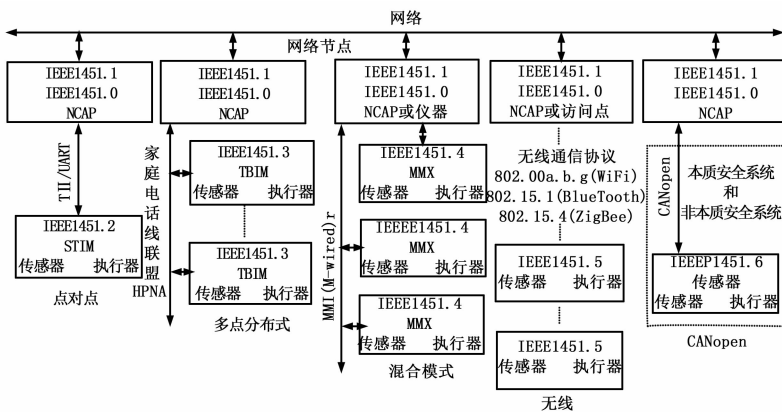 网络
网络节点
IEEE1451.1
IEEE1451.0
NCAP
IEEE1451.1
IEEE1451.0
NCAP
IEEE1451.1
IEEE1451.0
NCAP或仪器
IEEE1451.1
IEEE1451.0
NCAP或访问点
IEEE1451.1
IEEE1451.0
NCAP
TII/UART
IEEE1451.2
STIM
传感器 执行器
点对点
家庭电话线联盟
HPNA
IEEE1451.3
TBIM
传感器 执行器
IEEE1451.3
TBIM
传感器 执行器
多点分布式
MMI(M-wired)r
IEEE1451.4
MMX
传感器 执行器
IEEEE1451.4
MMX
传感器 执行器
IEEE1451.4
MMX
传感器 执行器
混合模式
无线通信协议
802.00a.b.g(WiFi)
802.15.1(BlueTooth)
802.15.4(ZigBee)
IEEE1451.5
传感器 执行器
IEEE1451.5
传感器 执行器
无线
CANopen
本质安全系统
和
非本质安全系统
IEEEP1451.6
传感器
传感器 执行器
CANopen